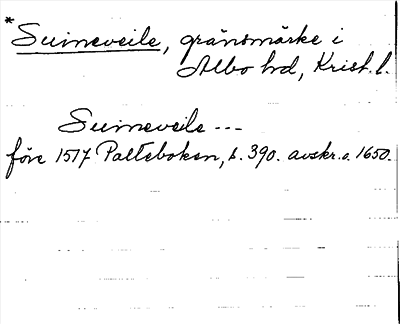 * Suineveile, gränsmärke i
Albo hd, Krist. l.
Suineveile ---
före 1517 Palteboken, s. 390. avskr. o. 1650.